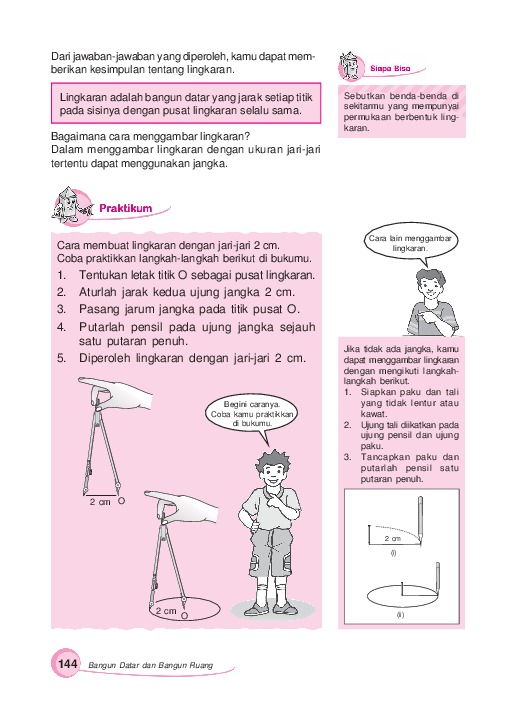 Dari jawaban-jawaban yang diperoleh, kamu dapat mem-
berikan kesimpulan tentang lingkaran.
Lingkaran adalah bangun datar yang jarak setiap titik
pada sisinya dengan pusat lingkaran selalu sama.
Bagaimana cara menggambar lingkaran?
Dalam menggambar lingkaran dengan ukuran jari-jari
tertentu dapat menggunakan jangka.
Praktikum
Cara membuat lingkaran dengan jari-jari 2 cm.
Coba praktikkan langkah-langkah berikut di bukumu.
1. Tentukan letak titik O sebagai pusat lingkaran.
2. Aturlah jarak kedua ujung jangka 2 cm.
3. Pasang jarum jangka pada titik pusat O.
4. Putarlah pensil pada ujung jangka sejauh
satu putaran penuh.
5. Diperoleh lingkaran dengan jari-jari 2 cm.
Begini caranya.
Coba kamu praktikkan
di bukumu.
2 cm O
2 cm O
Siapa Bisa
Sebutkan benda-benda di
sekitarmu yang mempunyai
permukaan berbentuk ling-
karan.
Cara lain menggambar
lingkaran.
Jika tidak ada jangka, kamu
dapat menggambar lingkaran
dengan mengikuti langkah-
langkah berikut.
1. Siapkan paku dan tali
yang tidak lentur atau
kawat.
2. Ujung tali diikatkan pada
ujung pensil dan ujung
paku.
3. Tancapkan paku dan
putarlah pensil satu
putaran penuh.
2 cm
(i)
(ii)
144 Bangun Datar dan Bangun Ruang